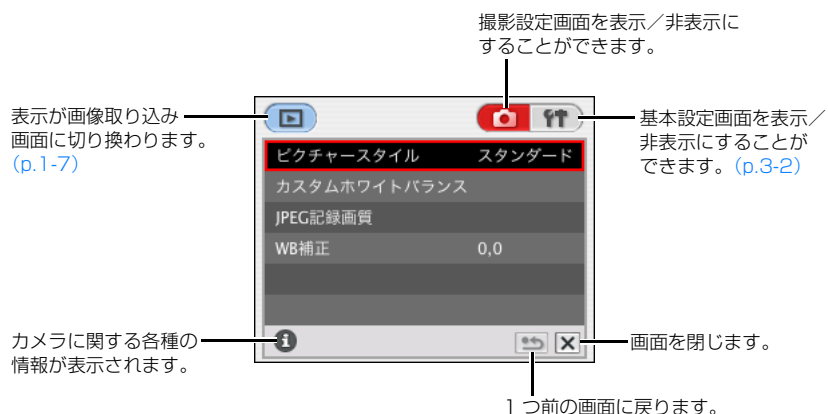 撮影設定画面を表示／非表示に
することができます。
表示が画像取り込み
画面に切り換わります。
(p.1-7)
基本設定画面を表示／
非表示にすることが
できます。(p.3-2)
ピクチャースタイル スタンダード
カスタムホワイトバランス
JPEG記録画質
WB補正 0,0
カメラに関する各種の
情報が表示されます。
画面を閉じます。
1つ前の画面に戻ります。